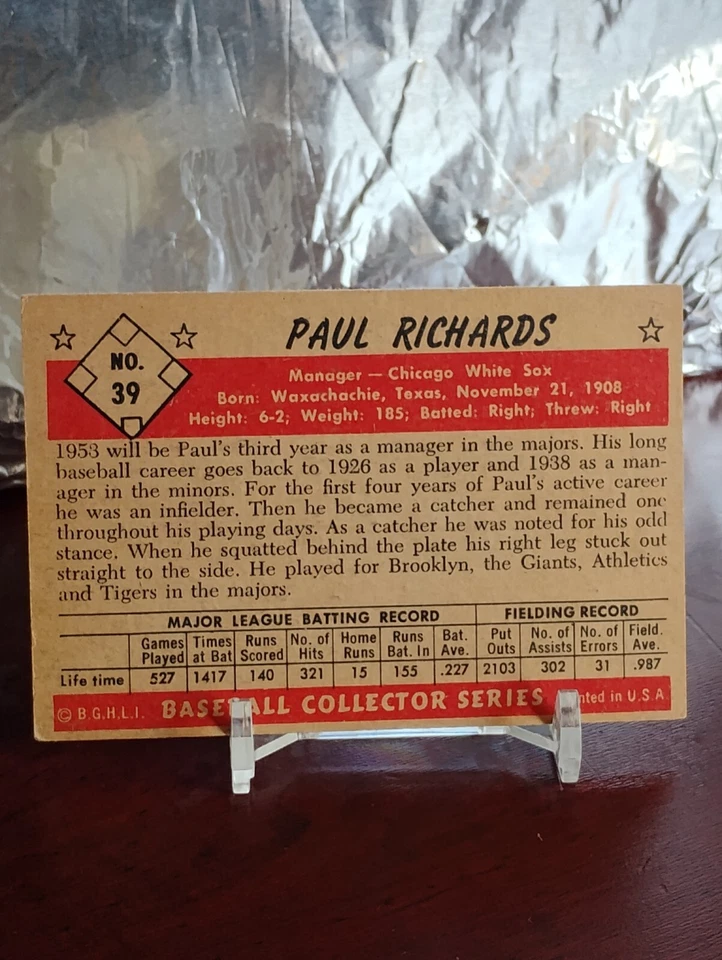 PAUL RICHARDS
NO.
39
Manager — Chicago White Sox
Born: Waxachachie, Texas, November 21, 1908
Height: 6-2; Weight: 185; Batted: Right; Threw: Right
1953 will be Paul's third year as a manager in the majors. His long
baseball career goes back to 1926 as a player and 1938 as a man-
ager in the minors. For the first four years of Paul's active career
he was an infielder. Then he became a catcher and remained one
throughout his playing days. As a catcher he was noted for his odd
stance. When he squatted behind the plate his right leg stuck out
straight to the side. He played for Brooklyn, the Giants, Athletics
and Tigers in the majors.
MAJOR LEAGUE BATTING RECORD FIELDING RECORD
Games Times Runs No. of Home Runs Bat. Put No. of No. of Field.
Played at Bat Scored Hits Runs Bat. In Ave. Outs Assists Errors Ave.
Life time 527 1417 140 321 15 155 .227 2103 302 31 .987
© B.G.H.L.I. BASEBALL COLLECTOR SERIES Printed in U.S.A